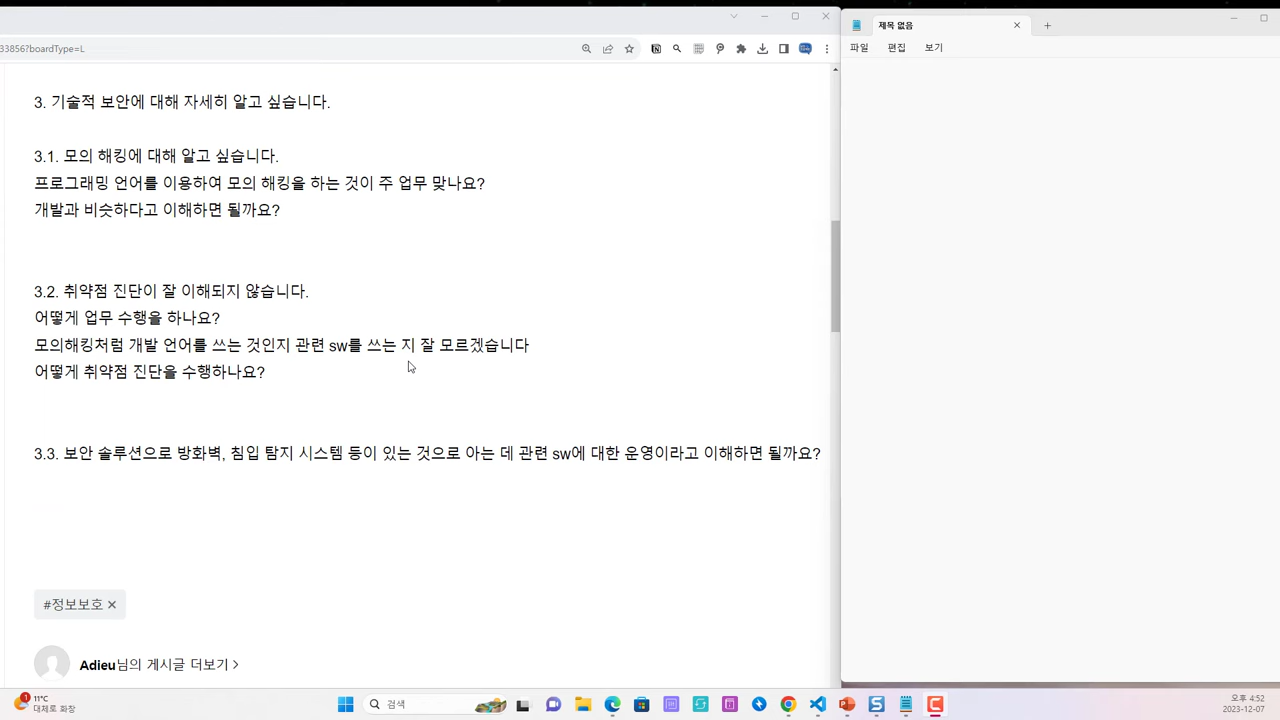 33856?boardType=L
제목 없음
파일 편집 보기
3. 기술적 보안에 대해 자세히 알고 싶습니다.
3.1. 모의 해킹에 대해 알고 싶습니다.
프로그래밍 언어를 이용하여 모의 해킹을 하는 것이 주 업무 맞나요?
개발과 비슷하다고 이해하면 될까요?
3.2. 취약점 진단이 잘 이해되지 않습니다.
어떻게 업무 수행을 하나요?
모의해킹처럼 개발 언어를 쓰는 것인지 관련 sw를 쓰는 지 잘 모르겠습니다
어떻게 취약점 진단을 수행하나요?
3.3. 보안 솔루션으로 방화벽, 침입 탐지 시스템 등이 있는 것으로 아는 데 관련 sw에 대한 운영이라고 이해하면 될까요?
#정보보호
Adieu님의 게시글 더보기
1
11°C
대체로 화창
검색
오후 4:52
2023-12-07